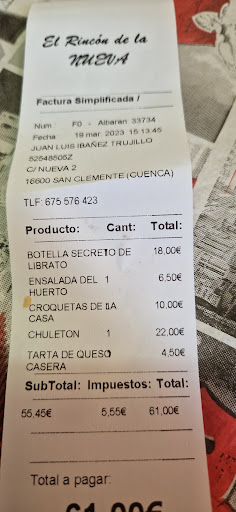 El Rincón de la
NUEVA
Factura Simplificada /
Num F0 - Albaran 33734
Fecha 19 mar. 2023 15:13:45
JUAN LUIS IBAÑEZ TRUJILLO
52548505Z
C/ NUEVA 2
16600 SAN CLEMENTE (CUENCA)
TLF: 675 576 423
Producto: Cant: Total:
BOTELLA SECRETO DE 18,00€
LIBRATO
ENSALADA DEL 1 6,50€
HUERTO
CROQUETAS DE LA 10,00€
CASA
CHULETON 1 22,00€
TARTA DE QUESO 4,50€
CASERA
SubTotal: Impuestos: Total:
55,45€ 5,55€ 61,00€
Total a pagar:
61,00€